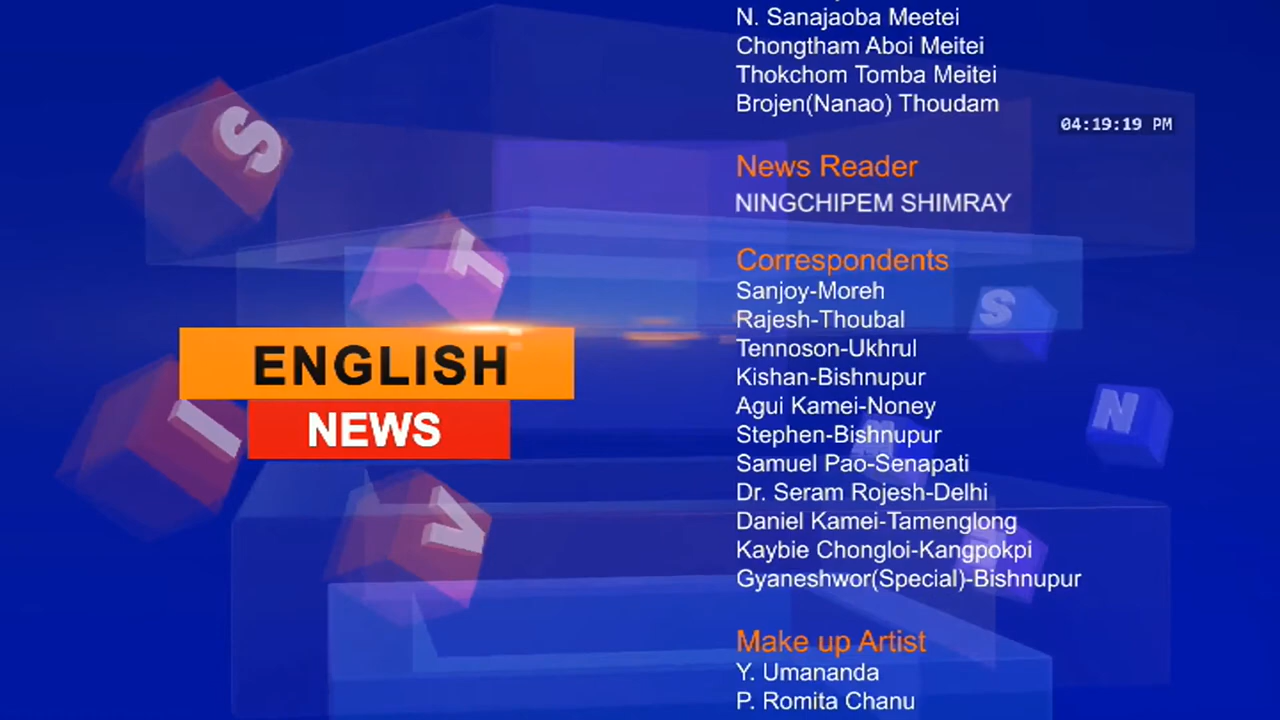 N. Sanajaoba Meetei
Chongtham Aboi Meitei
Thokchom Tomba Meitei
Brojen(Nanao) Thoudam
04:19:19 PM
News Reader
NINGCHIPEM SHIMRAY
Correspondents
Sanjoy-Moreh
Rajesh-Thoubal
Tennoson-Ukhrul
Kishan-Bishnupur
Agui Kamei-Noney
Stephen-Bishnupur
Samuel Pao-Senapati
Dr. Seram Rojesh-Delhi
Daniel Kamei-Tamenglong
Kaybie Chongloi-Kangpokpi
Gyaneshwor(Special)-Bishnupur
Make up Artist
Y. Umananda
P. Romita Chanu
ENGLISH
NEWS
S
T
I
V
S
N